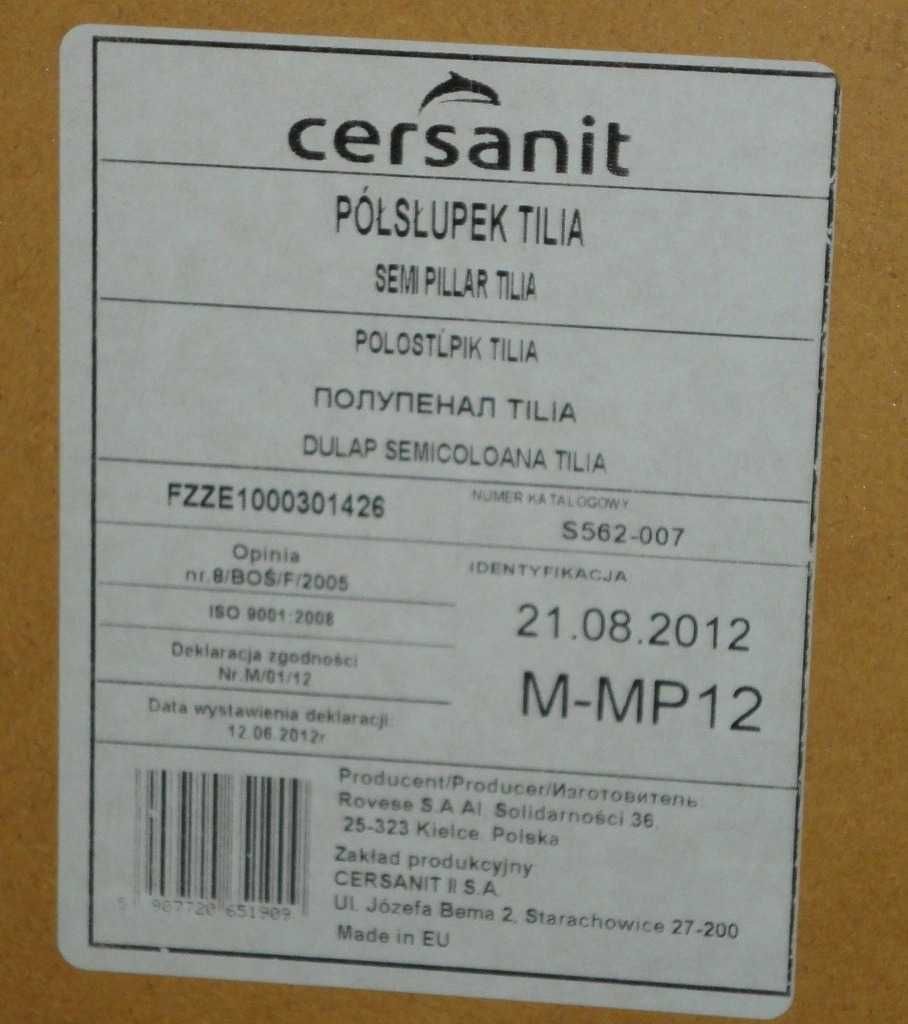 cersanit
PÓŁSŁUPEK TILIA
SEMI PILLAR TILIA
POLOSTĹPIK TILIA
ПОЛУПЕНАЛ TILIA
DULAP SEMICOLOANA TILIA
FZZE1000301426
NUMER KATALOGOWY
S562-007
Opinia
nr.8/BOŚ/F/2005
ISO 9001:2008
Deklaracja zgodności
Nr.M/01/12
Data wystawienia deklaracji:
12.06.2012r
IDENTYFIKACJA
21.08.2012
M-MP12
5 907720 651909
Producent/Producer/Изготовитель
Rovese S.A Al. Solidarności 36.
25-323 Kielce. Polska
Zakład produkcyjny
CERSANIT II S.A.
Ul. Józefa Bema 2, Starachowice 27-200
Made in EU